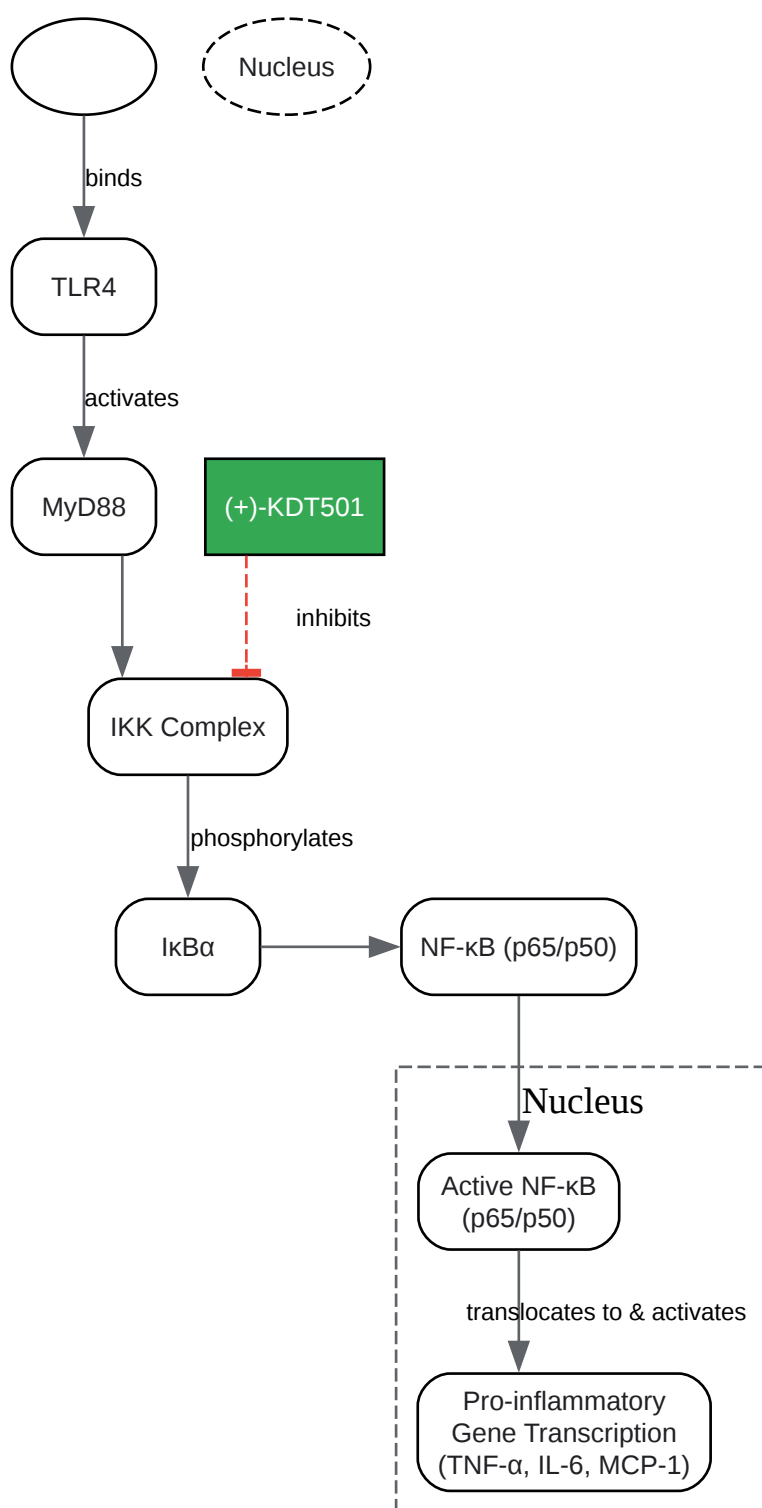 Nucleus
binds
TLR4
activates
MyD88
(+)-KDT501
inhibits
IKK Complex
phosphorylates
IκBα
NF-κB (p65/p50)
Nucleus
Active NF-κB
(p65/p50)
translocates to & activates
Pro-inflammatory
Gene Transcription
(TNF-α, IL-6, MCP-1)